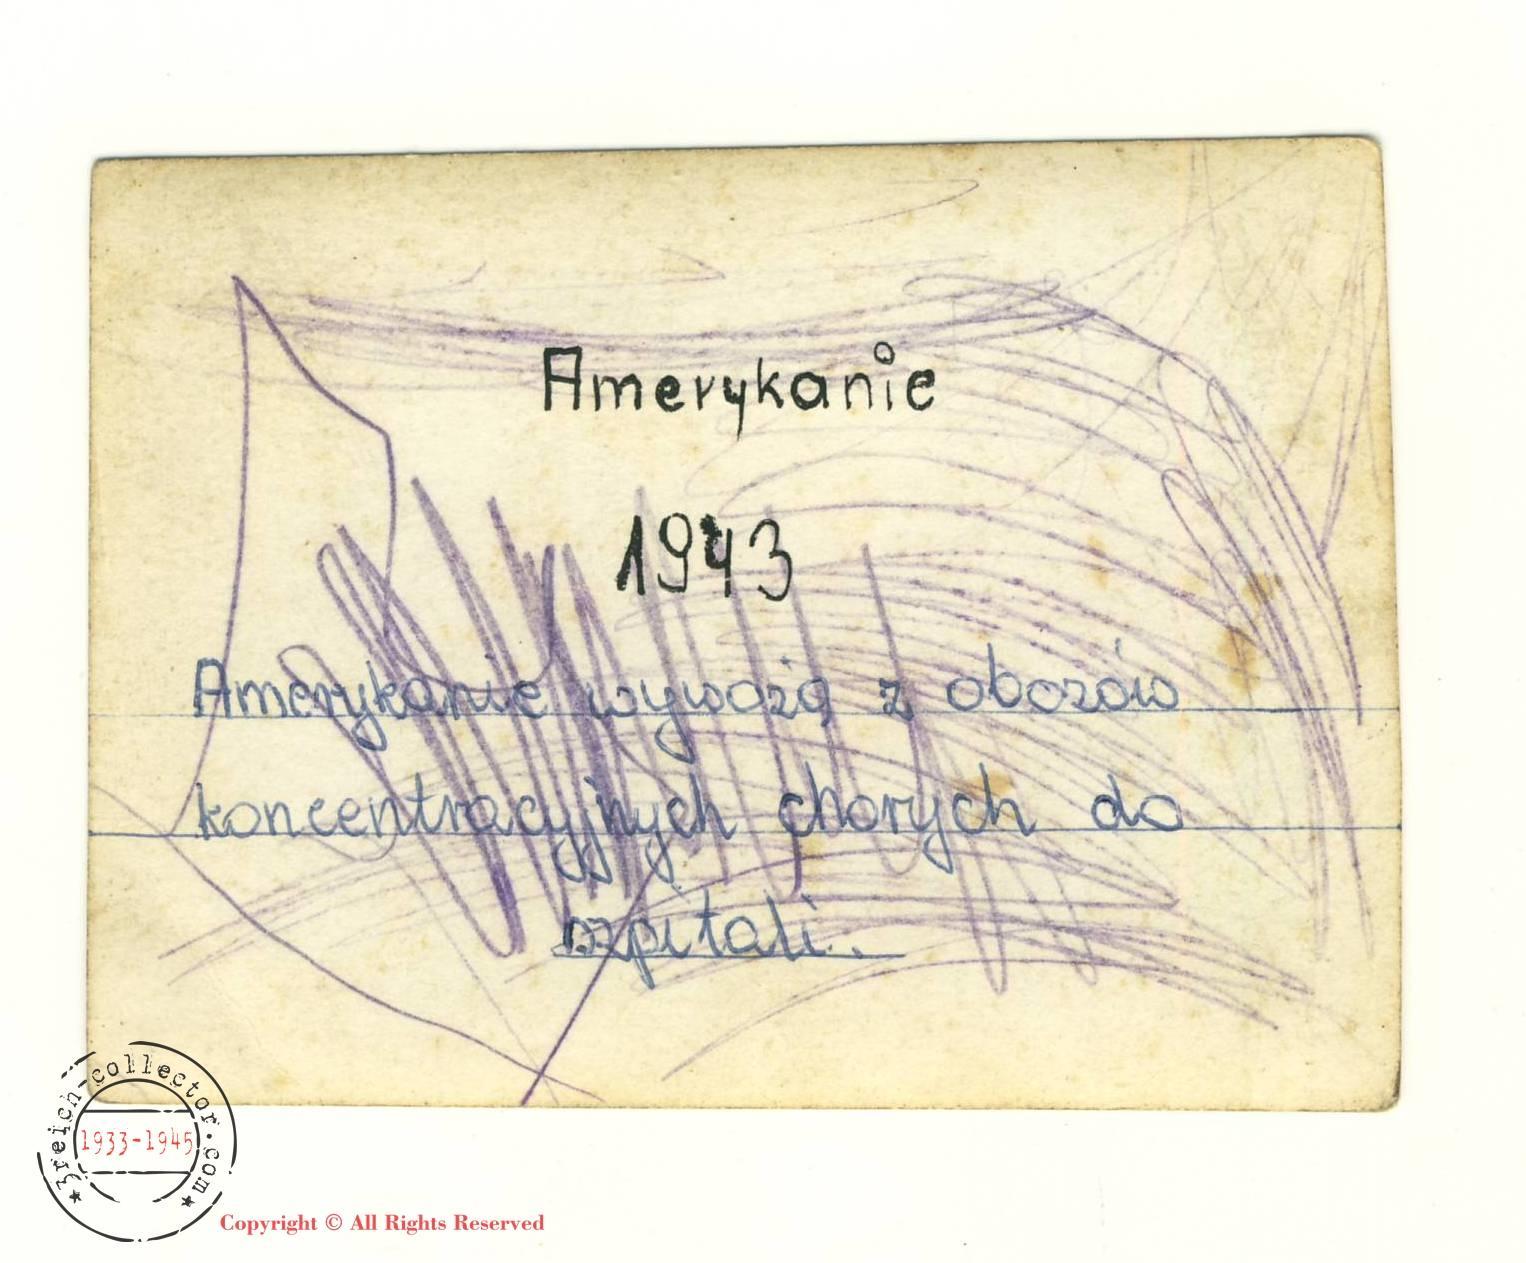 Amerykanie
1943
Amerykanie wywożą z obozów
koncentracyjnych chorych do
szpitali.
3reich-collector.com
1933-1945
Copyright © All Rights Reserved